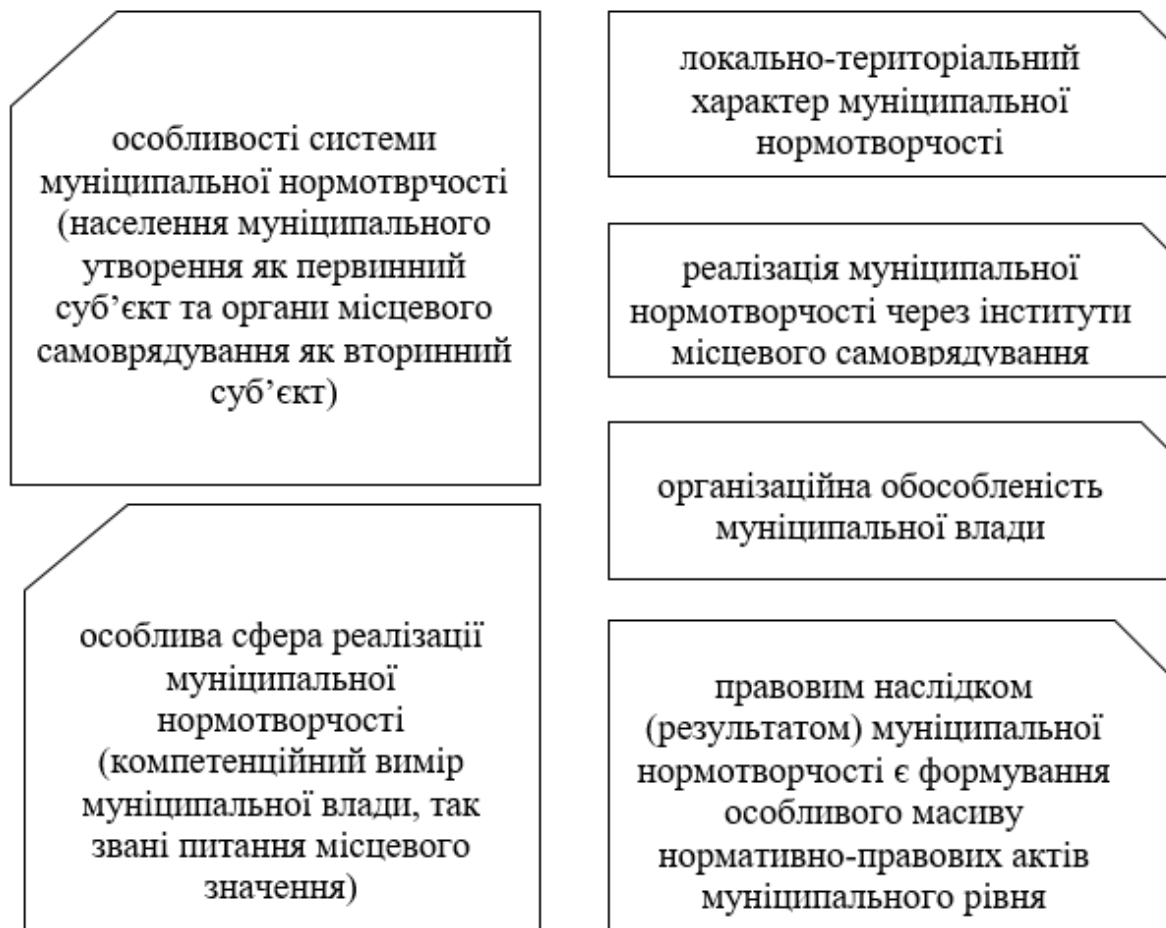 особливості системи
муніципальної нормотврчості
(населення муніципального
утворення як первинний
суб’єкт та органи місцевого
самоврядування як вторинний
суб’єкт)
особлива сфера реалізації
муніципальної
нормотворчості
(компетенційний вимір
муніципальної влади, так
звані питання місцевого
значення)
локально-територіальний
характер муніципальної
нормотворчості
реалізація муніципальної
нормотворчості через інститути
місцевого самоврядування
організаційна обособленість
муніципальної влади
правовим наслідком
(результатом) муніципальної
нормотворчості є формування
особливого масиву
нормативно-правових актів
муніципального рівня